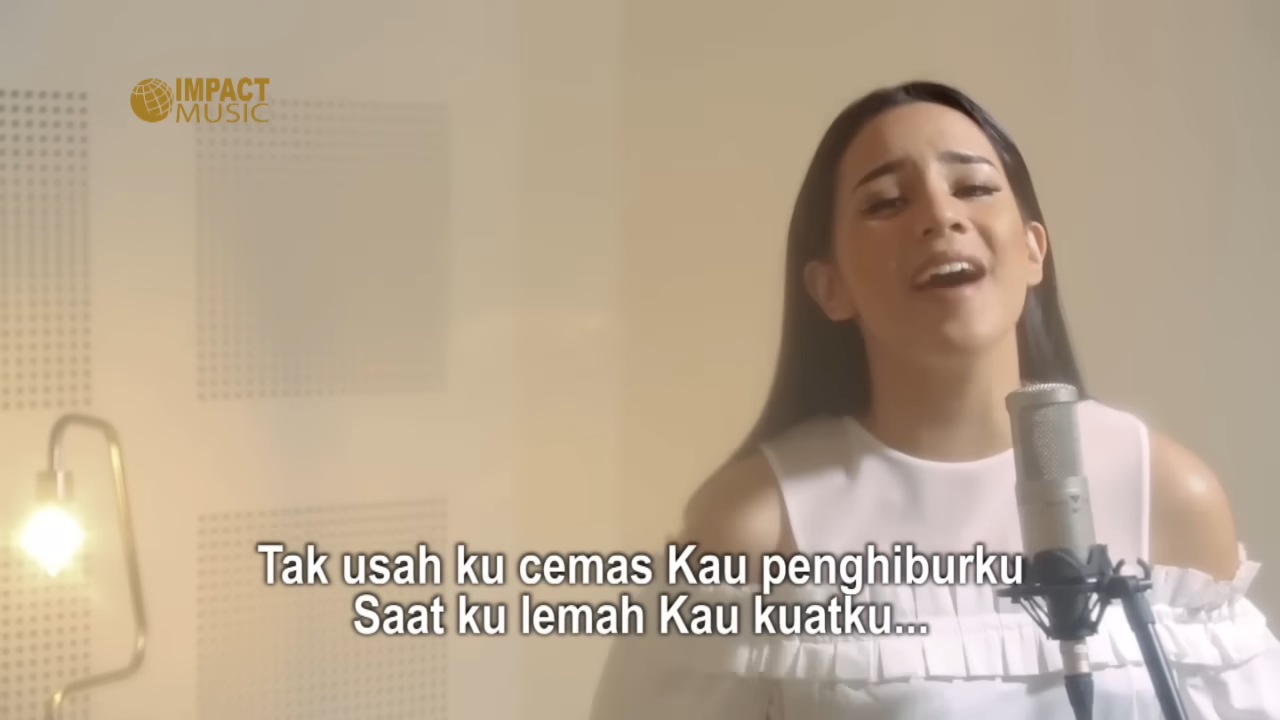 IMPACT
MUSIC
Tak usah ku cemas Kau penghiburku
Saat ku lemah Kau kuatku...